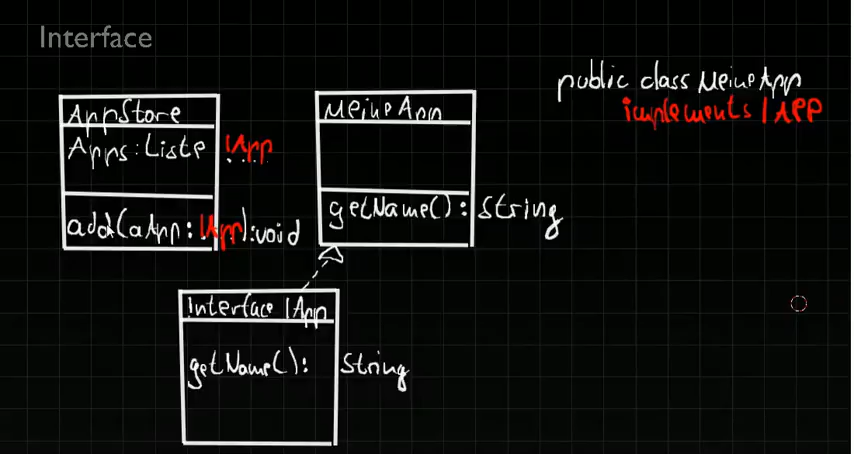 Interface
AppStore
Apps: Liste IApp
add(aApp: IApp): void
MeineApp
getName(): String
public class MeineApp
implements IAPP
Interface IApp
getName(): String